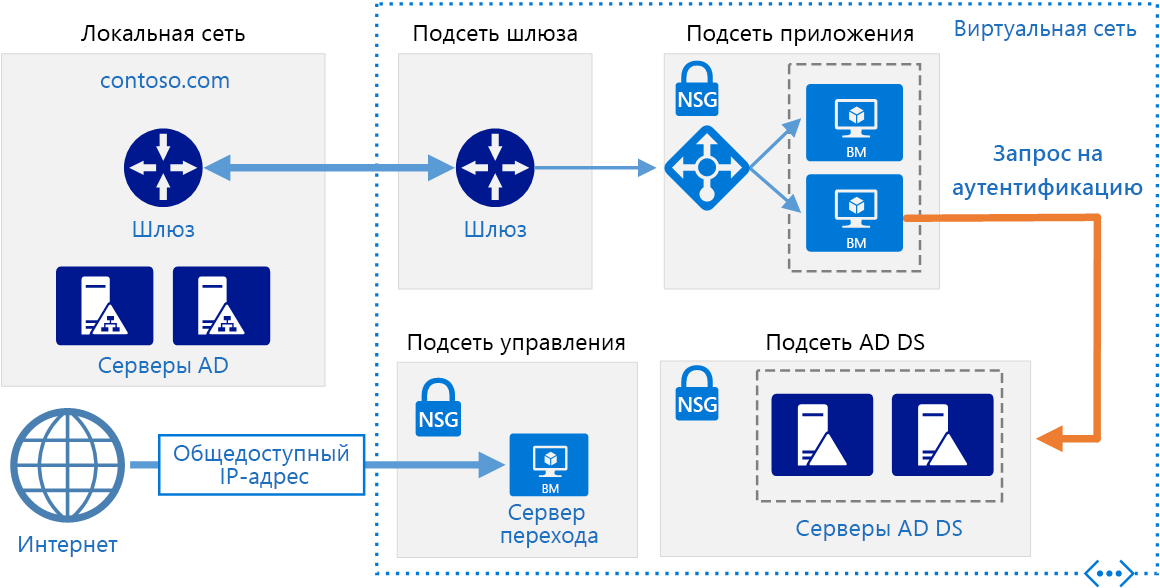 Локальная сеть
contoso.com
Шлюз
Серверы AD
Подсеть шлюза
Шлюз
Подсеть приложения
NSG
ВМ
ВМ
Виртуальная сеть
Запрос на
аутентификацию
Интернет
Общедоступный
IP-адрес
Подсеть управления
NSG
ВМ
Сервер
перехода
Подсеть AD DS
NSG
Серверы AD DS